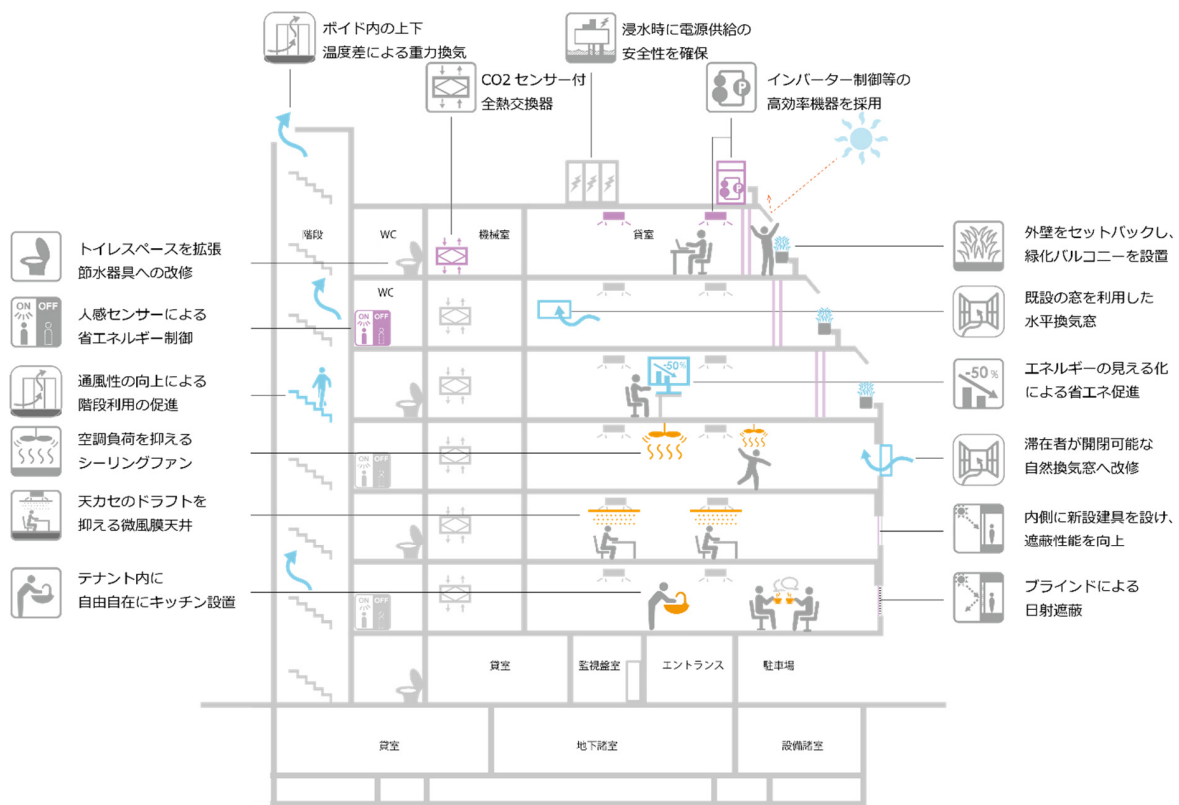 ボイド内の上下
温度差による重力換気
浸水時に電源供給の
安全性を確保
CO2 センサー付
全熱交換器
インバーター制御等の
高効率機器を採用
P
P
階段
WC
機械室
貸室
トイレスペースを拡張
節水器具への改修
外壁をセットバックし、
緑化バルコニーを設置
WC
ON OFF
人感センサーによる
省エネルギー制御
ON OFF
既設の窓を利用した
水平換気窓
通風性の向上による
階段利用の促進
-50%
-50 %
エネルギーの見える化
による省エネ促進
空調負荷を抑える
シーリングファン
ON OFF
滞在者が開閉可能な
自然換気窓へ改修
天カセのドラフトを
抑える微風膜天井
内側に新設建具を設け、
遮蔽性能を向上
テナント内に
自由自在にキッチン設置
ON OFF
ブラインドによる
日射遮蔽
貸室
監視盤室
エントランス
駐車場
貸室
地下諸室
設備諸室